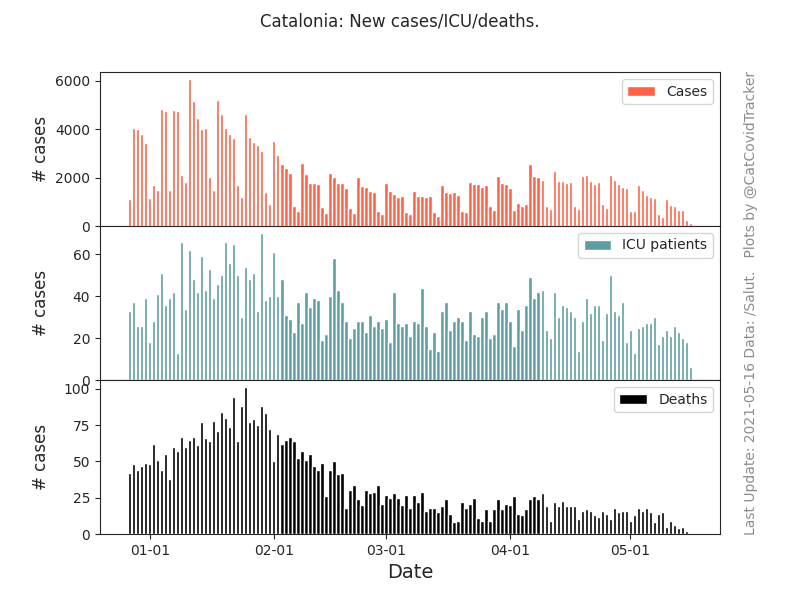 Catalonia: New cases/ICU/deaths.
6000
4000
2000
0
# cases
Cases
60
40
20
0
# cases
ICU patients
100
75
50
25
0
# cases
Deaths
01-01 02-01 03-01 04-01 05-01
Date
Last Update: 2021-05-16 Data: /Salut. Plots by @CatCovidTracker